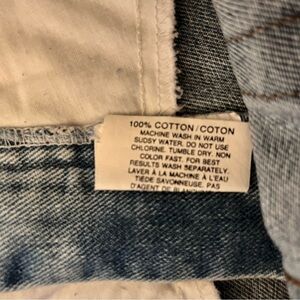 100% COTTON/COTON
MACHINE WASH IN WARM
SUDSY WATER. DO NOT USE
CHLORINE. TUMBLE DRY. NON
COLOR FAST. FOR BEST
RESULTS WASH SEPARATELY.
LAVER À LA MACHINE À L'EAU
TIÈDE SAVONNEUSE. PAS
D'AGENT DE